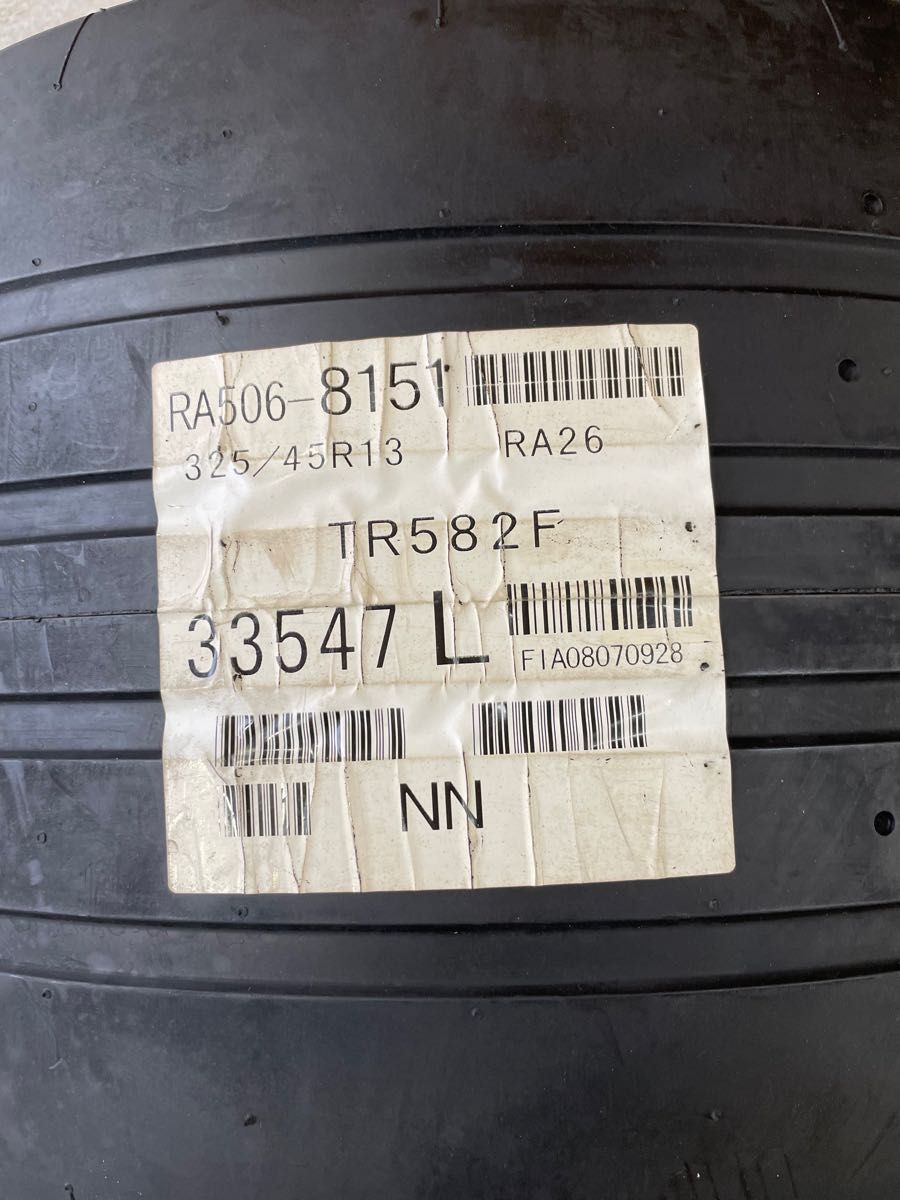 RA506-8151
325/45R13 RA26
TR582F
33547 L
FIA08070928
NN